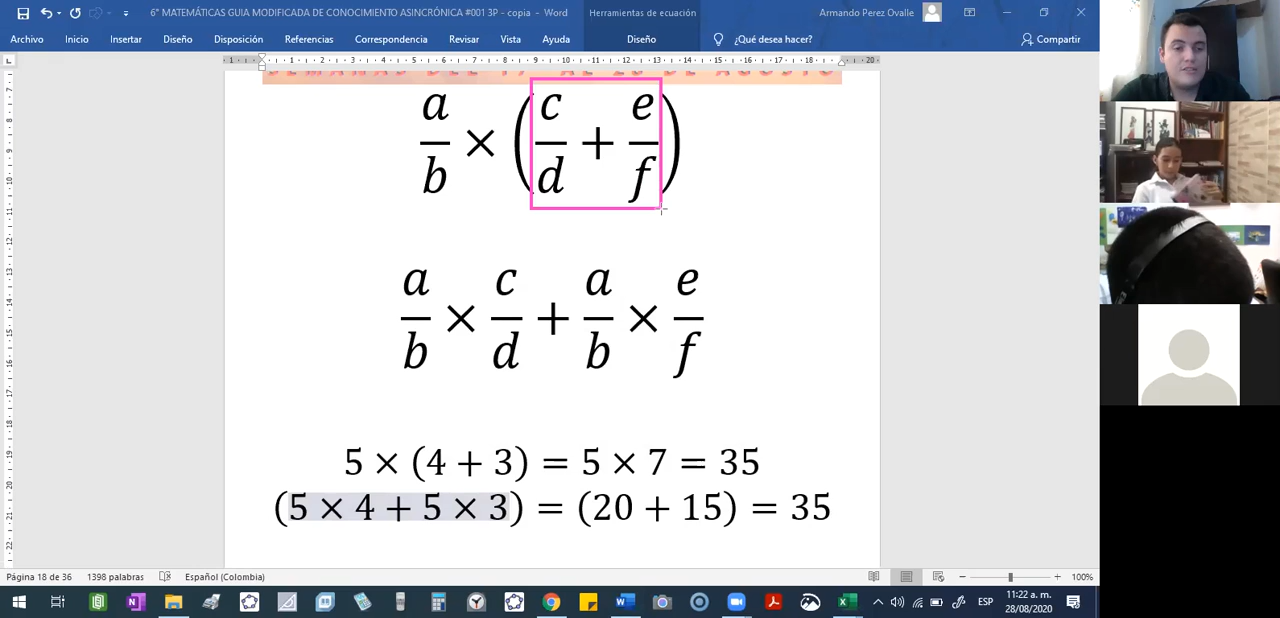 6° MATEMÁTICAS GUIA MODIFICADA DE CONOCIMIENTO ASINCRÓNICA #001 3P - copia - Word
Herramientas de ecuación
Armando Perez Ovalle
Archivo Inicio Insertar Diseño Disposición Referencias Correspondencia Revisar Vista Ayuda Diseño ¿Qué desea hacer? Compartir
a/b × (c/d + e/f)
a/b × c/d + a/b × e/f
5 × (4 + 3) = 5 × 7 = 35
(5 × 4 + 5 × 3) = (20 + 15) = 35
Página 18 de 36 1398 palabras Español (Colombia) 100%
ESP 11:22 a. m.
28/08/2020